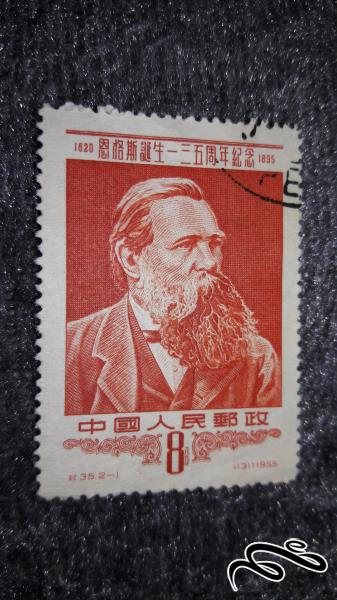 1820 恩格斯誕生一三五周年紀念 1895
中國人民郵政
8
紀35.2-1 (131)1955